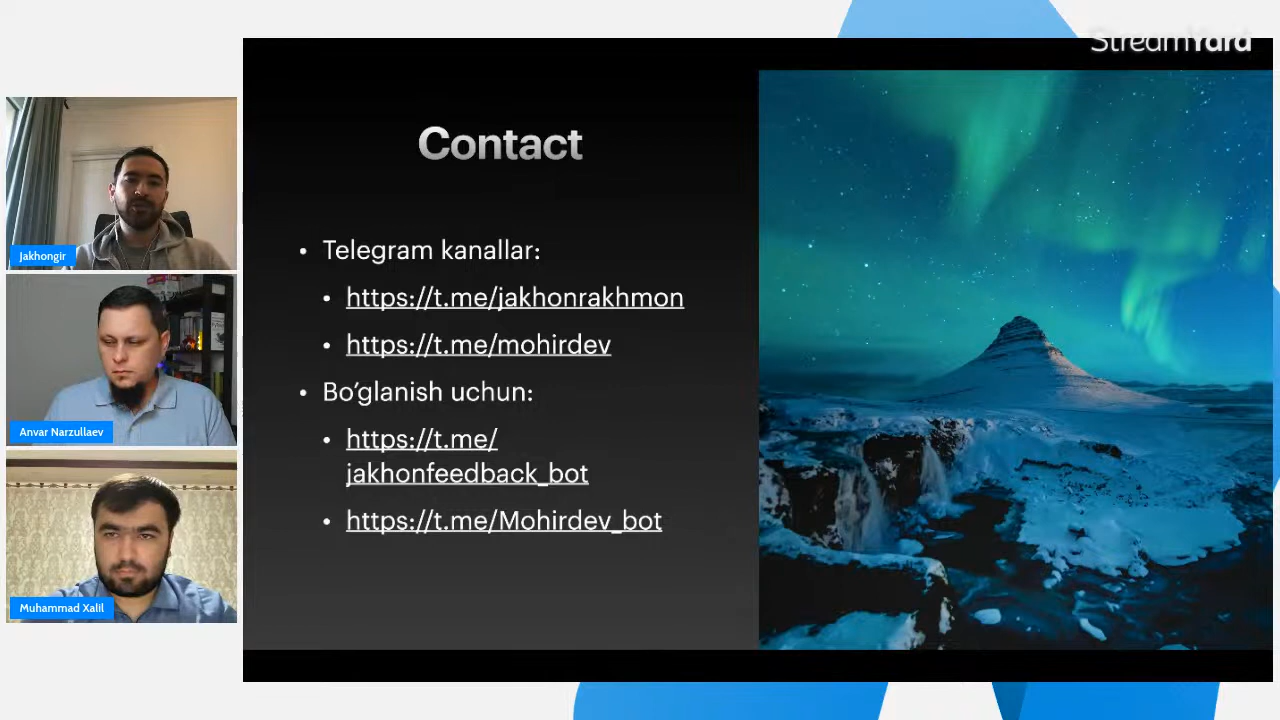 StreamYard
Contact
• Telegram kanallar:
• https://t.me/jakhonrakhmon
• https://t.me/mohirdev
• Bo’glanish uchun:
• https://t.me/
jakhonfeedback_bot
• https://t.me/Mohirdev_bot
Jakhongir
Anvar Narzullaev
Muhammad Xalil